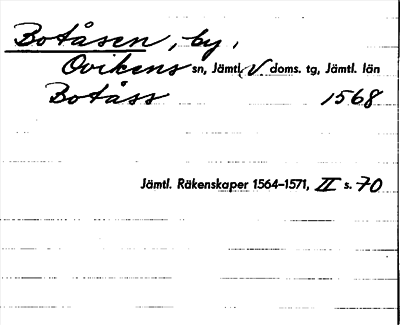 Botåsen, by,
Ovikens sn, Jämtl. V doms. tg, Jämtl. län
Botåss 1568
Jämtl. Räkenskaper 1564–1571, II s. 70